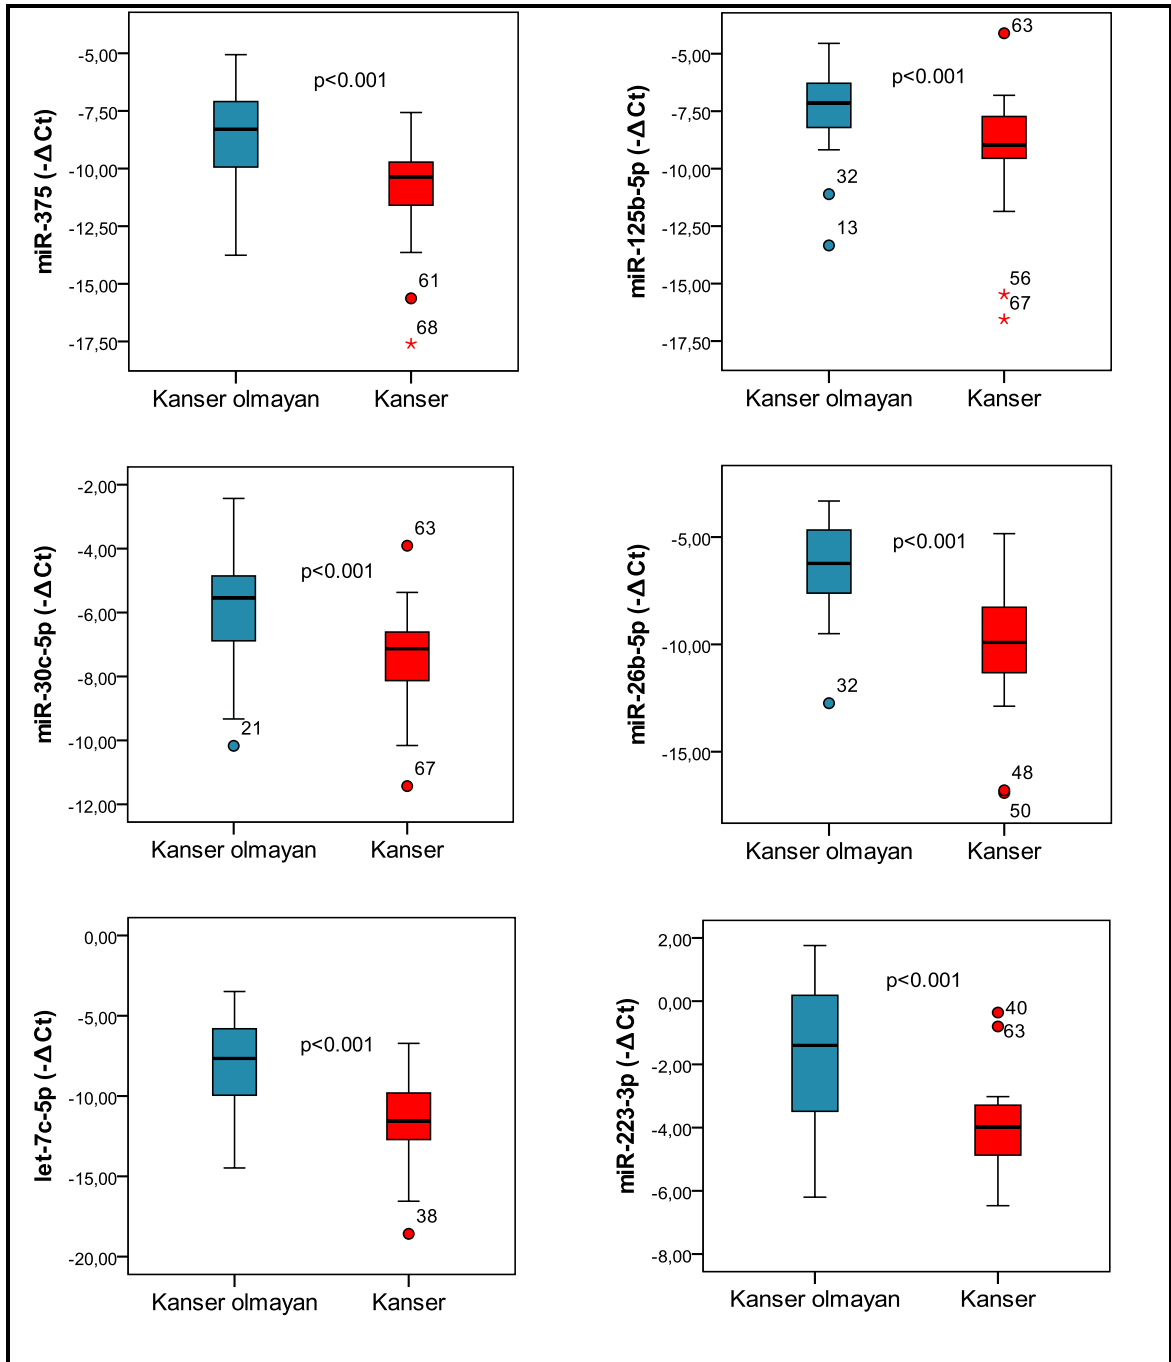 miR-375 (-ΔCt)
-5,00
-7,50
-10,00
-12,50
-15,00
-17,50
p<0.001
61
68
Kanser olmayan Kanser
miR-125b-5p (-ΔCt)
-5,00
-7,50
-10,00
-12,50
-15,00
-17,50
p<0.001
63
32
13
56
67
Kanser olmayan Kanser
miR-30c-5p (-ΔCt)
-2,00
-4,00
-6,00
-8,00
-10,00
-12,00
p<0.001
63
21
67
Kanser olmayan Kanser
miR-26b-5p (-ΔCt)
-5,00
-10,00
-15,00
p<0.001
32
48
50
Kanser olmayan Kanser
let-7c-5p (-ΔCt)
0,00
-5,00
-10,00
-15,00
-20,00
p<0.001
38
Kanser olmayan Kanser
miR-223-3p (-ΔCt)
2,00
0,00
-2,00
-4,00
-6,00
-8,00
p<0.001
40
63
Kanser olmayan Kanser